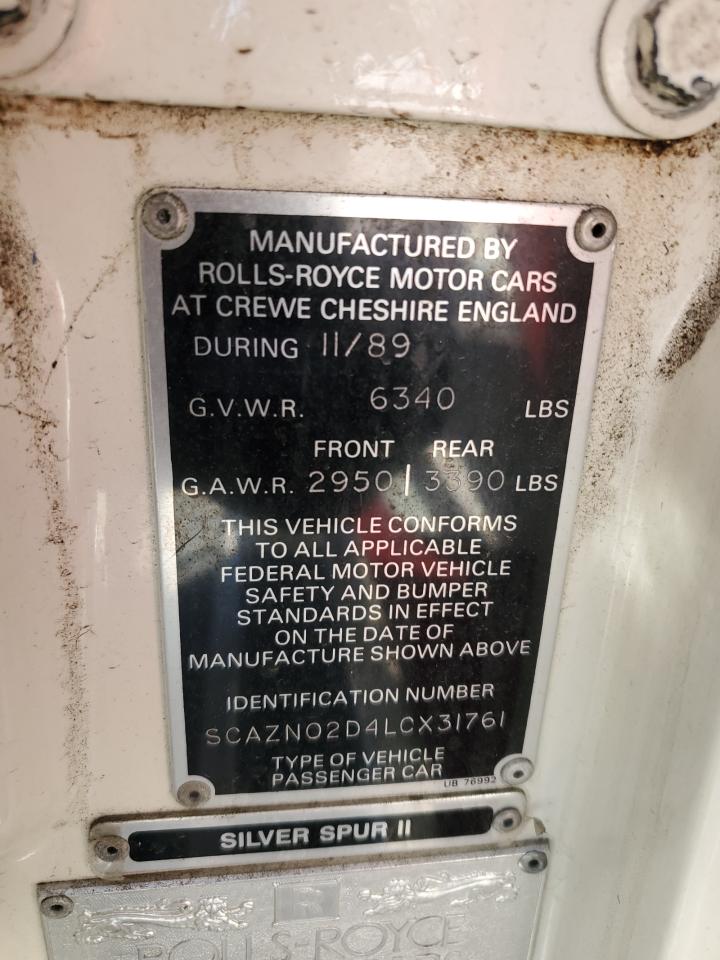 MANUFACTURED BY
ROLLS-ROYCE MOTOR CARS
AT CREWE CHESHIRE ENGLAND
DURING 11/89
G.V.W.R. 6340 LBS
FRONT REAR
G.A.W.R. 2950 | 3390 LBS
THIS VEHICLE CONFORMS
TO ALL APPLICABLE
FEDERAL MOTOR VEHICLE
SAFETY AND BUMPER
STANDARDS IN EFFECT
ON THE DATE OF
MANUFACTURE SHOWN ABOVE
IDENTIFICATION NUMBER
SCAZN02D4LCX31761
TYPE OF VEHICLE
PASSENGER CAR
UB 76992
SILVER SPUR II
R
ROLLS-ROYCE